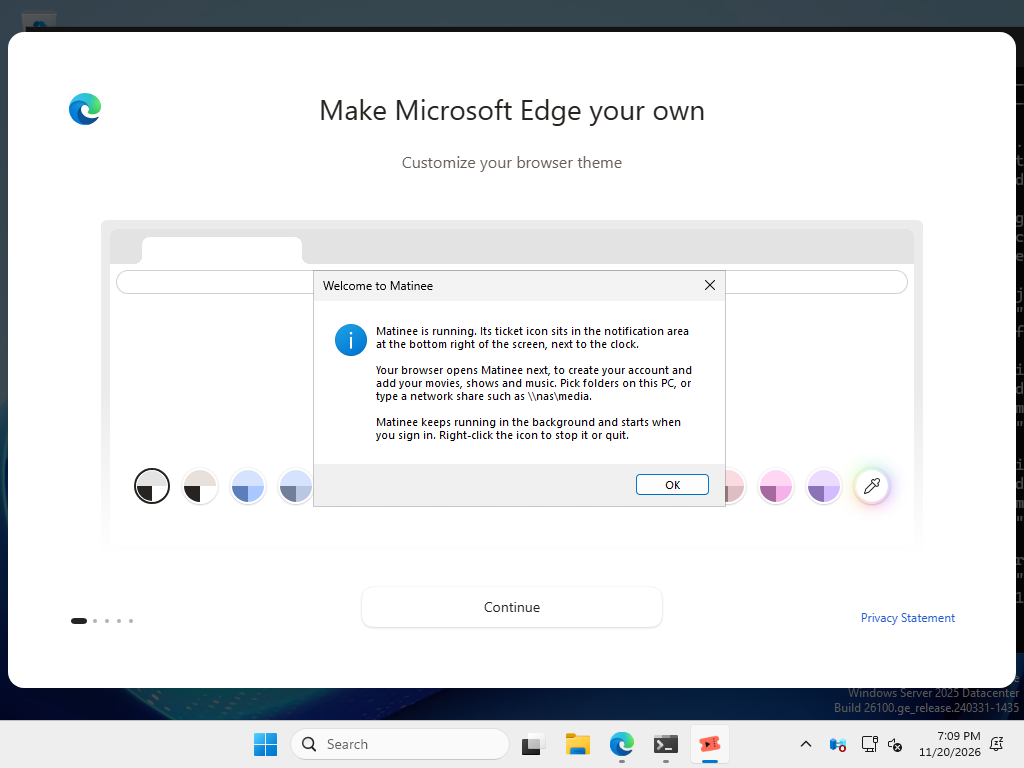 Make Microsoft Edge your own
Customize your browser theme
Welcome to Matinee
Matinee is running. Its ticket icon sits in the notification area
at the bottom right of the screen, next to the clock.
Your browser opens Matinee next, to create your account and
add your movies, shows and music. Pick folders on this PC, or
type a network share such as \\nas\media.
Matinee keeps running in the background and starts when
you sign in. Right-click the icon to stop it or quit.
OK
Continue
Privacy Statement
Windows Server 2025 Datacenter
Build 26100.ge_release.240331-1435
Search
7:09 PM
11/20/2026